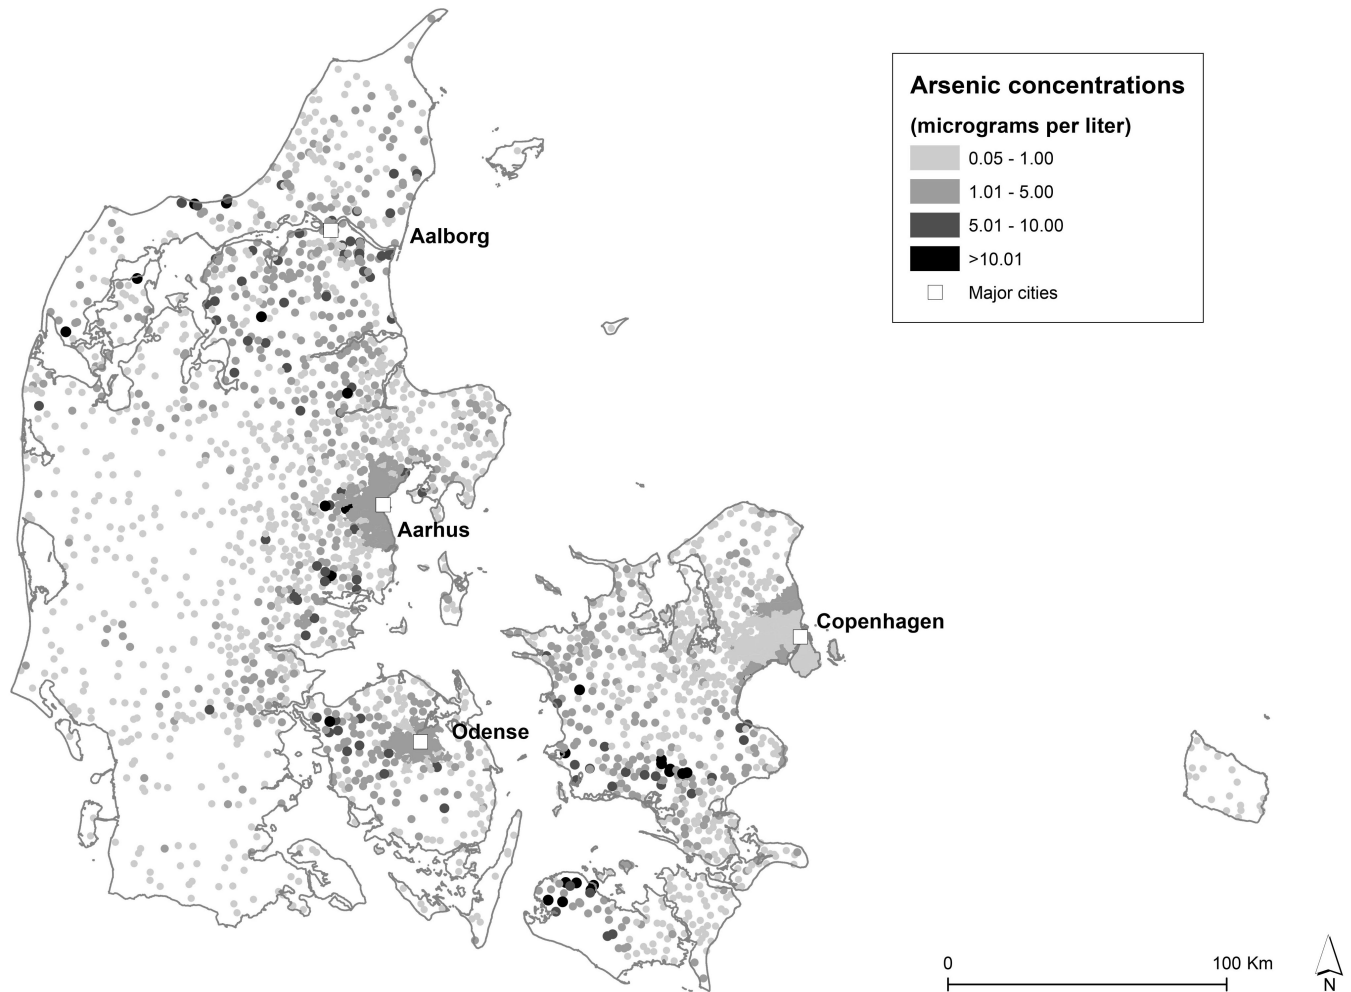 Arsenic concentrations
(micrograms per liter)
0.05 - 1.00
1.01 - 5.00
5.01 - 10.00
>10.01
Major cities
Aalborg
Aarhus
Copenhagen
Odense
0 100 Km
N